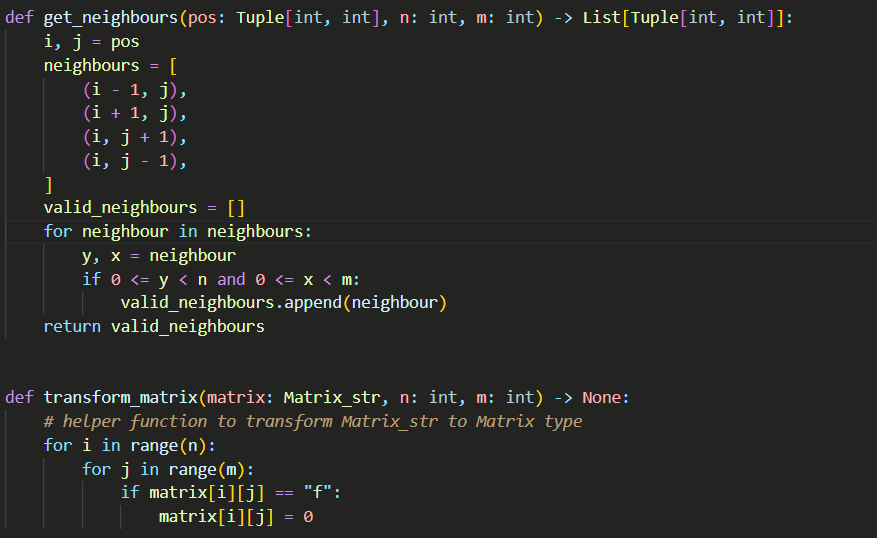 def get_neighbours(pos: Tuple[int, int], n: int, m: int) -> List[Tuple[int, int]]:
    i, j = pos
    neighbours = [
        (i - 1, j),
        (i + 1, j),
        (i, j + 1),
        (i, j - 1),
    ]
    valid_neighbours = []
    for neighbour in neighbours:
        y, x = neighbour
        if 0 <= y < n and 0 <= x < m:
            valid_neighbours.append(neighbour)
    return valid_neighbours
def transform_matrix(matrix: Matrix_str, n: int, m: int) -> None:
    # helper function to transform Matrix_str to Matrix type
    for i in range(n):
        for j in range(m):
            if matrix[i][j] == "f":
                matrix[i][j] = 0